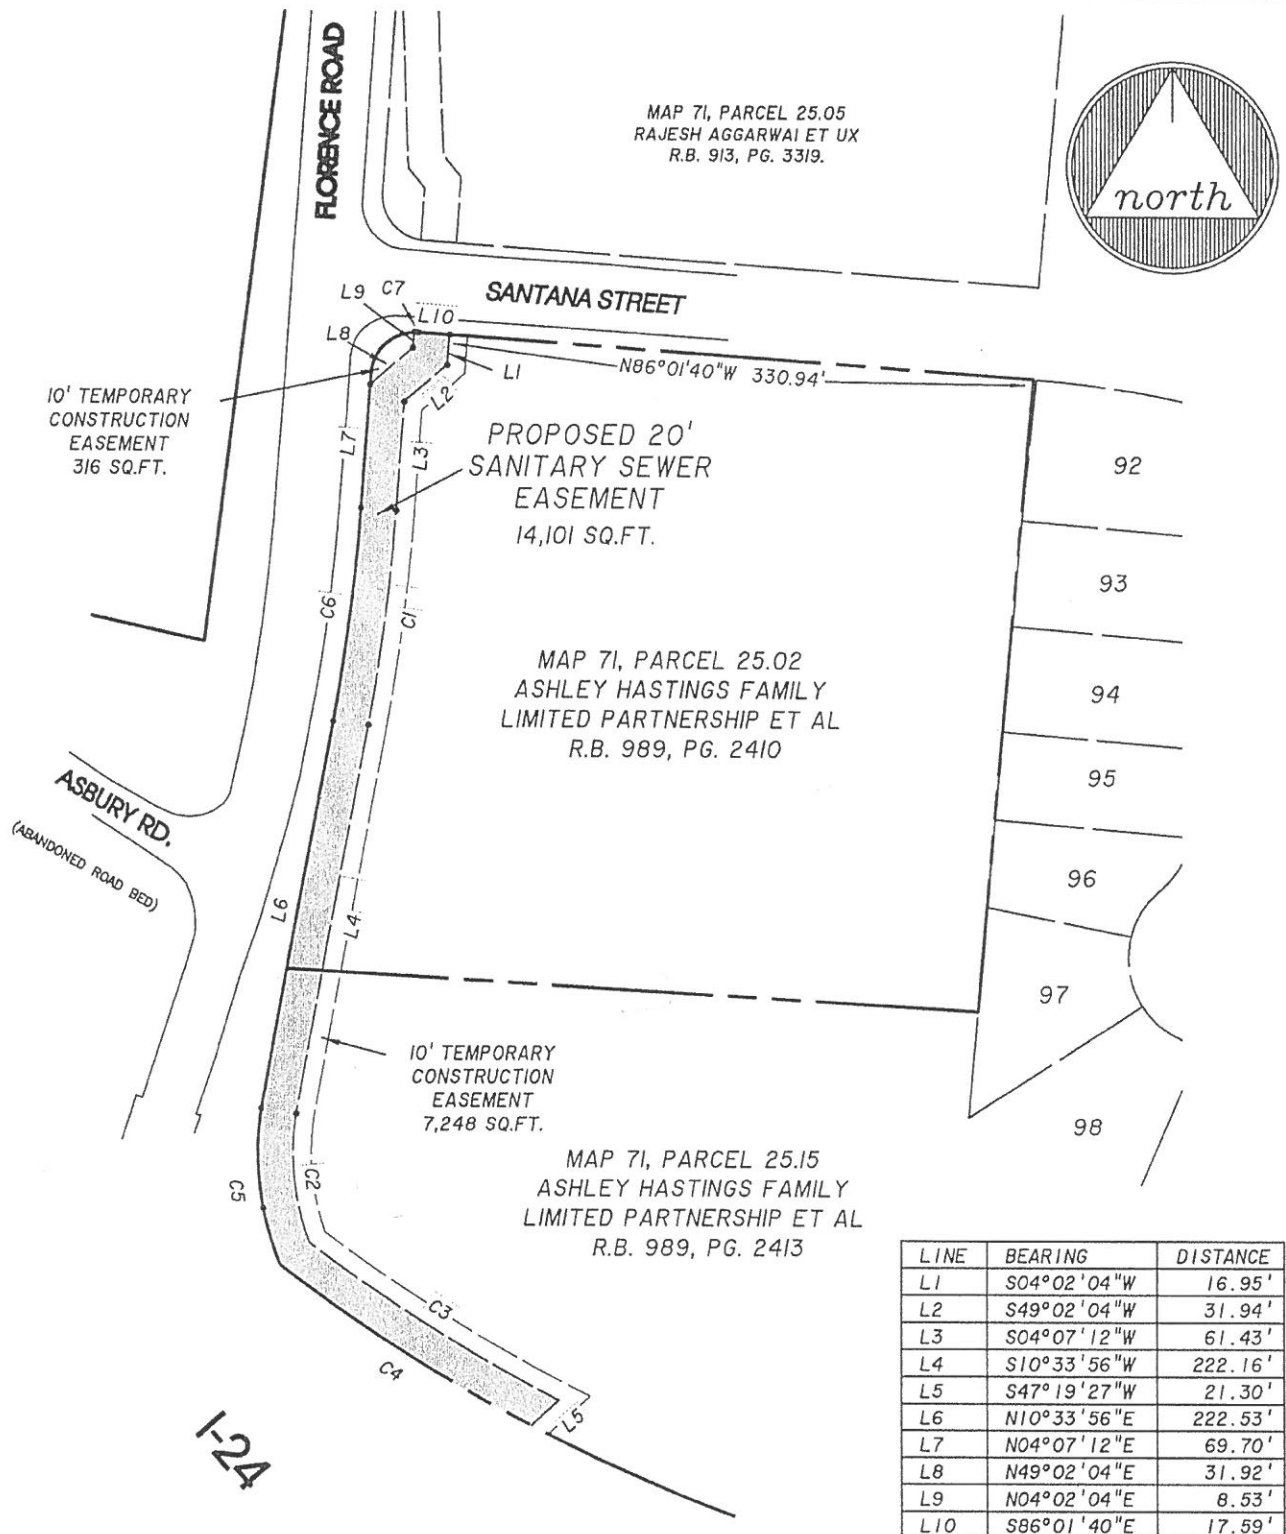 FLORENCE ROAD
MAP 71, PARCEL 25.05
RAJESH AGGARWAI ET UX
R.B. 913, PG. 3319.
north
L9
C7
L10
SANTANA STREET
L8
N86°01'40"W 330.94'
L1
L2
10' TEMPORARY
CONSTRUCTION
EASEMENT
316 SQ.FT.
L7
L3
PROPOSED 20'
SANITARY SEWER
EASEMENT
14,101 SQ.FT.
92
93
C6
C1
MAP 71, PARCEL 25.02
ASHLEY HASTINGS FAMILY
LIMITED PARTNERSHIP ET AL
R.B. 989, PG. 2410
94
95
ASBURY RD.
(ABANDONED ROAD BED)
96
L6
L4
97
10' TEMPORARY
CONSTRUCTION
EASEMENT
7,248 SQ.FT.
98
MAP 71, PARCEL 25.15
ASHLEY HASTINGS FAMILY
LIMITED PARTNERSHIP ET AL
R.B. 989, PG. 2413
C5
C2
C3
C4
L5
I-24
LINE BEARING DISTANCE
L1 S04°02'04"W 16.95'
L2 S49°02'04"W 31.94'
L3 S04°07'12"W 61.43'
L4 S10°33'56"W 222.16'
L5 S47°19'27"W 21.30'
L6 N10°33'56"E 222.53'
L7 N04°07'12"E 69.70'
L8 N49°02'04"E 31.92'
L9 N04°02'04"E 8.53'
L10 S86°01'40"E 17.59'